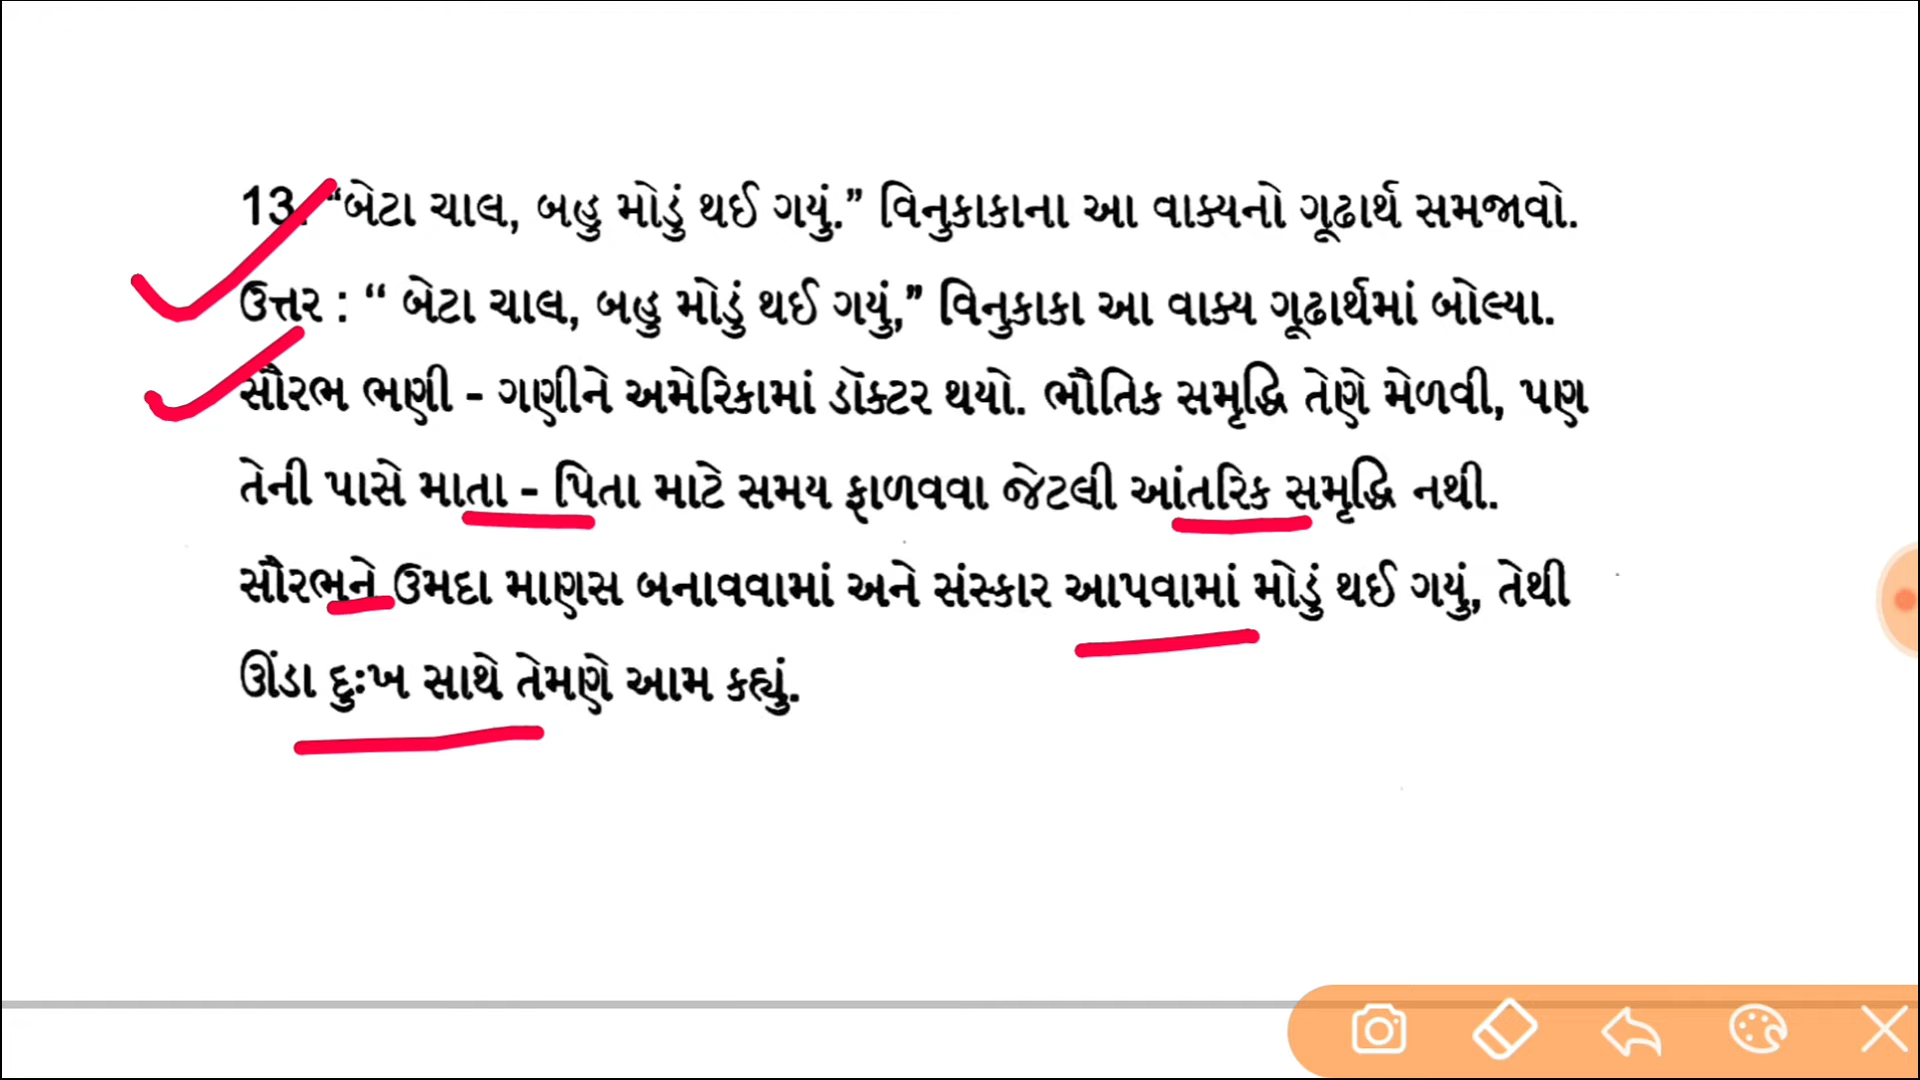 13. “બેટા ચાલ, બહુ મોડું થઈ ગયું.” વિનુકાકાના આ વાક્યનો ગૂઢાર્થ સમજાવો.
ઉત્તર : “ બેટા ચાલ, બહુ મોડું થઈ ગયું,” વિનુકાકા આ વાક્ય ગૂઢાર્થમાં બોલ્યા.
સૌરભ ભણી - ગણીને અમેરિકામાં ડૉક્ટર થયો. ભૌતિક સમૃદ્ધિ તેણે મેળવી, પણ
તેની પાસે માતા - પિતા માટે સમય ફાળવવા જેટલી આંતરિક સમૃદ્ધિ નથી.
સૌરભને ઉમદા માણસ બનાવવામાં અને સંસ્કાર આપવામાં મોડું થઈ ગયું, તેથી
ઊંડા દુઃખ સાથે તેમણે આમ કહ્યું.